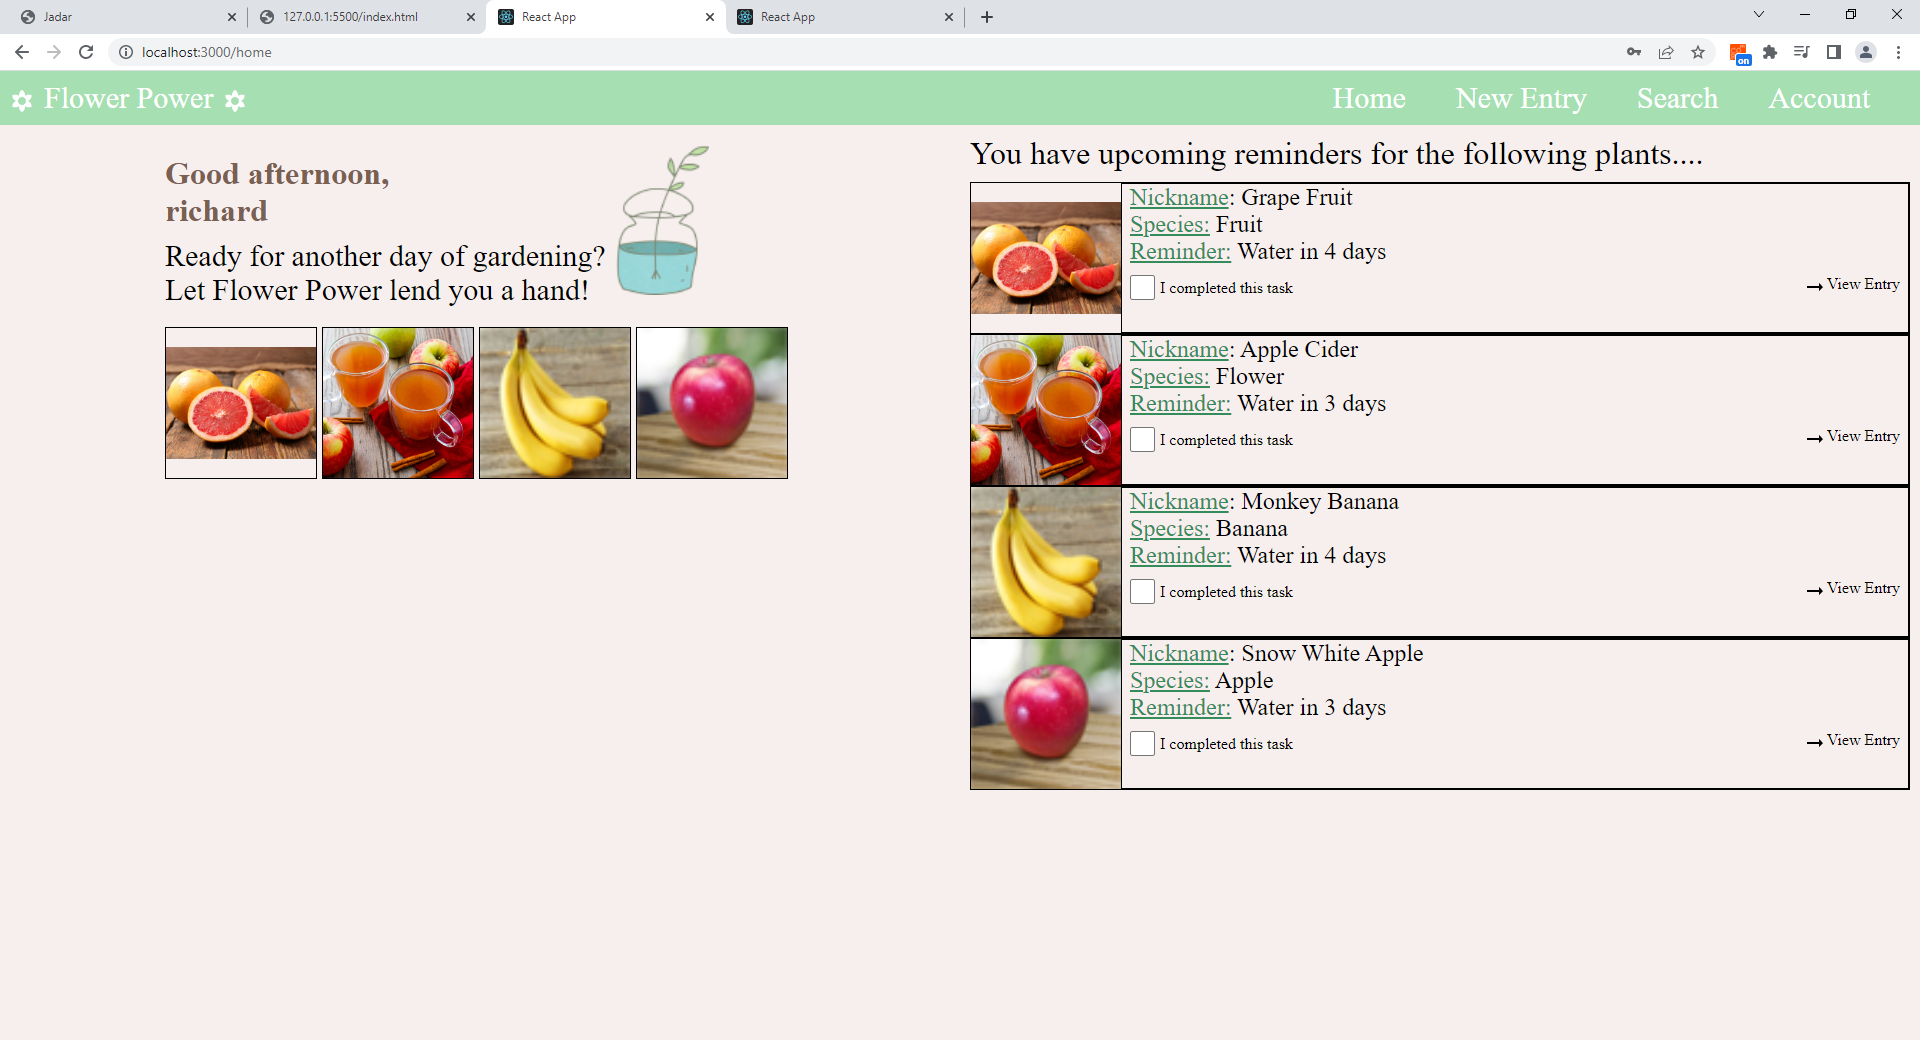 Jadar
127.0.0.1:5500/index.html
React App
React App
localhost:3000/home
on
Flower Power
Home
New Entry
Search
Account
Good afternoon,
richard
Ready for another day of gardening?
Let Flower Power lend you a hand!
You have upcoming reminders for the following plants....
Nickname: Grape Fruit
Species: Fruit
Reminder: Water in 4 days
I completed this task
View Entry
Nickname: Apple Cider
Species: Flower
Reminder: Water in 3 days
I completed this task
View Entry
Nickname: Monkey Banana
Species: Banana
Reminder: Water in 4 days
I completed this task
View Entry
Nickname: Snow White Apple
Species: Apple
Reminder: Water in 3 days
I completed this task
View Entry